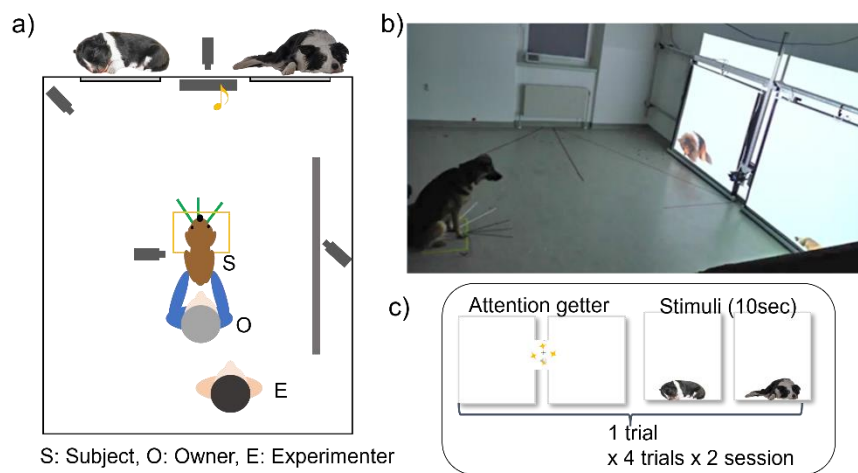 a)
S
O
E
S: Subject, O: Owner, E: Experimenter
b)
c)
Attention getter
Stimuli (10sec)
1 trial
x 4 trials x 2 session